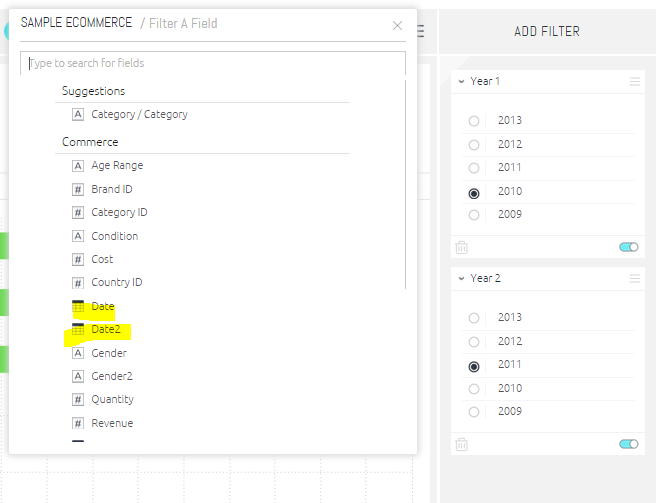 SAMPLE ECOMMERCE / Filter A Field
Type to search for fields
Suggestions
A Category / Category
Commerce
A Age Range
# Brand ID
# Category ID
A Condition
# Cost
# Country ID
Date
Date2
A Gender
A Gender2
# Quantity
# Revenue
ADD FILTER
Year 1
2013
2012
2011
2010
2009
Year 2
2013
2012
2011
2010
2009